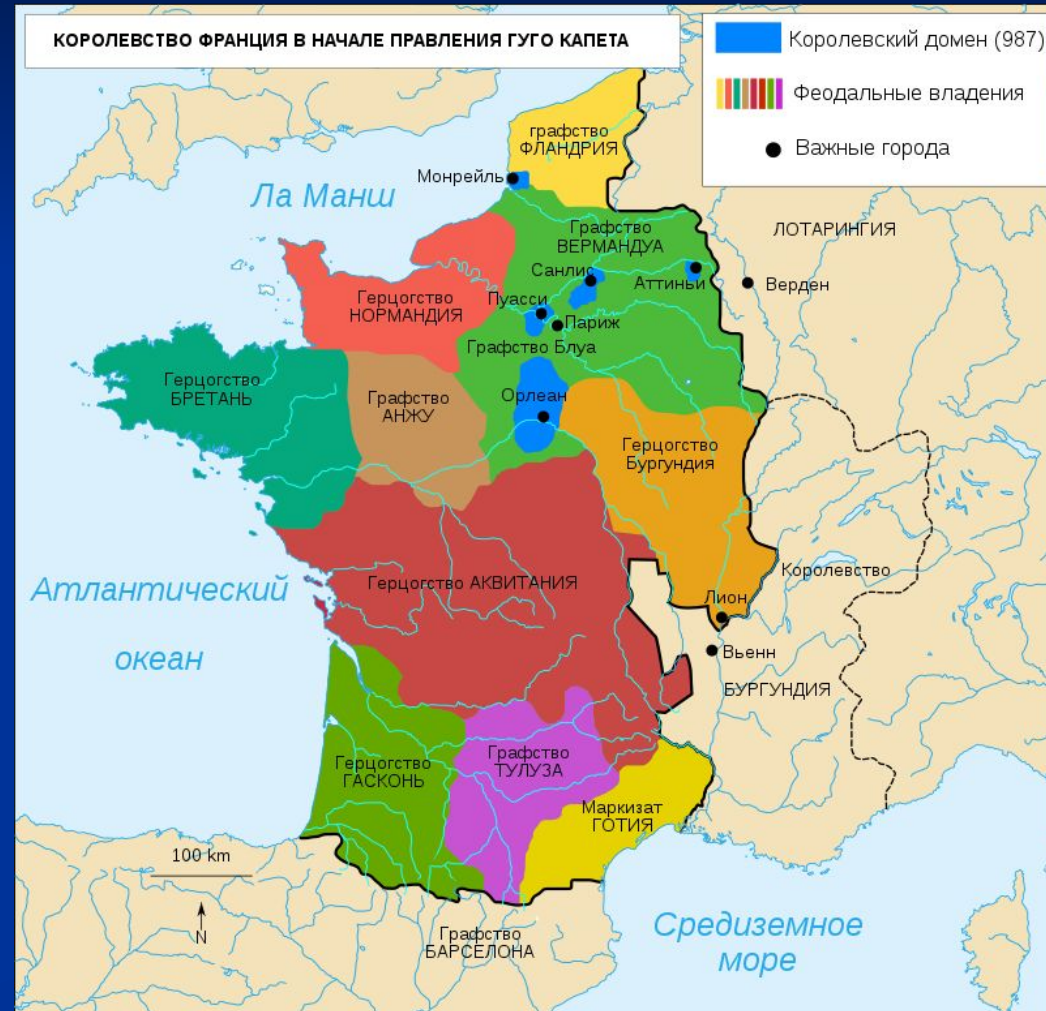 КОРОЛЕВСТВО ФРАНЦИЯ В НАЧАЛЕ ПРАВЛЕНИЯ ГУГО КАПЕТА
Королевский домен (987)
Феодальные владения
Важные города
графство
ФЛАНДРИЯ
Монрейль
Ла Манш
Графство
ВЕРМАНДУА
ЛОТАРИНГИЯ
Санлис
Аттиньи
Верден
Герцогство
НОРМАНДИЯ
Пуасси
Париж
Графство Блуа
Герцогство
БРЕТАНЬ
Графство
АНЖУ
Орлеан
Герцогство
Бургундия
Атлантический
океан
Герцогство АКВИТАНИЯ
Королевство
Лион
Вьенн
БУРГУНДИЯ
Герцогство
ГАСКОНЬ
Графство
ТУЛУЗА
Маркизат
ГОТИЯ
100 km
N
Графство
БАРСЕЛОНА
Средиземное
море